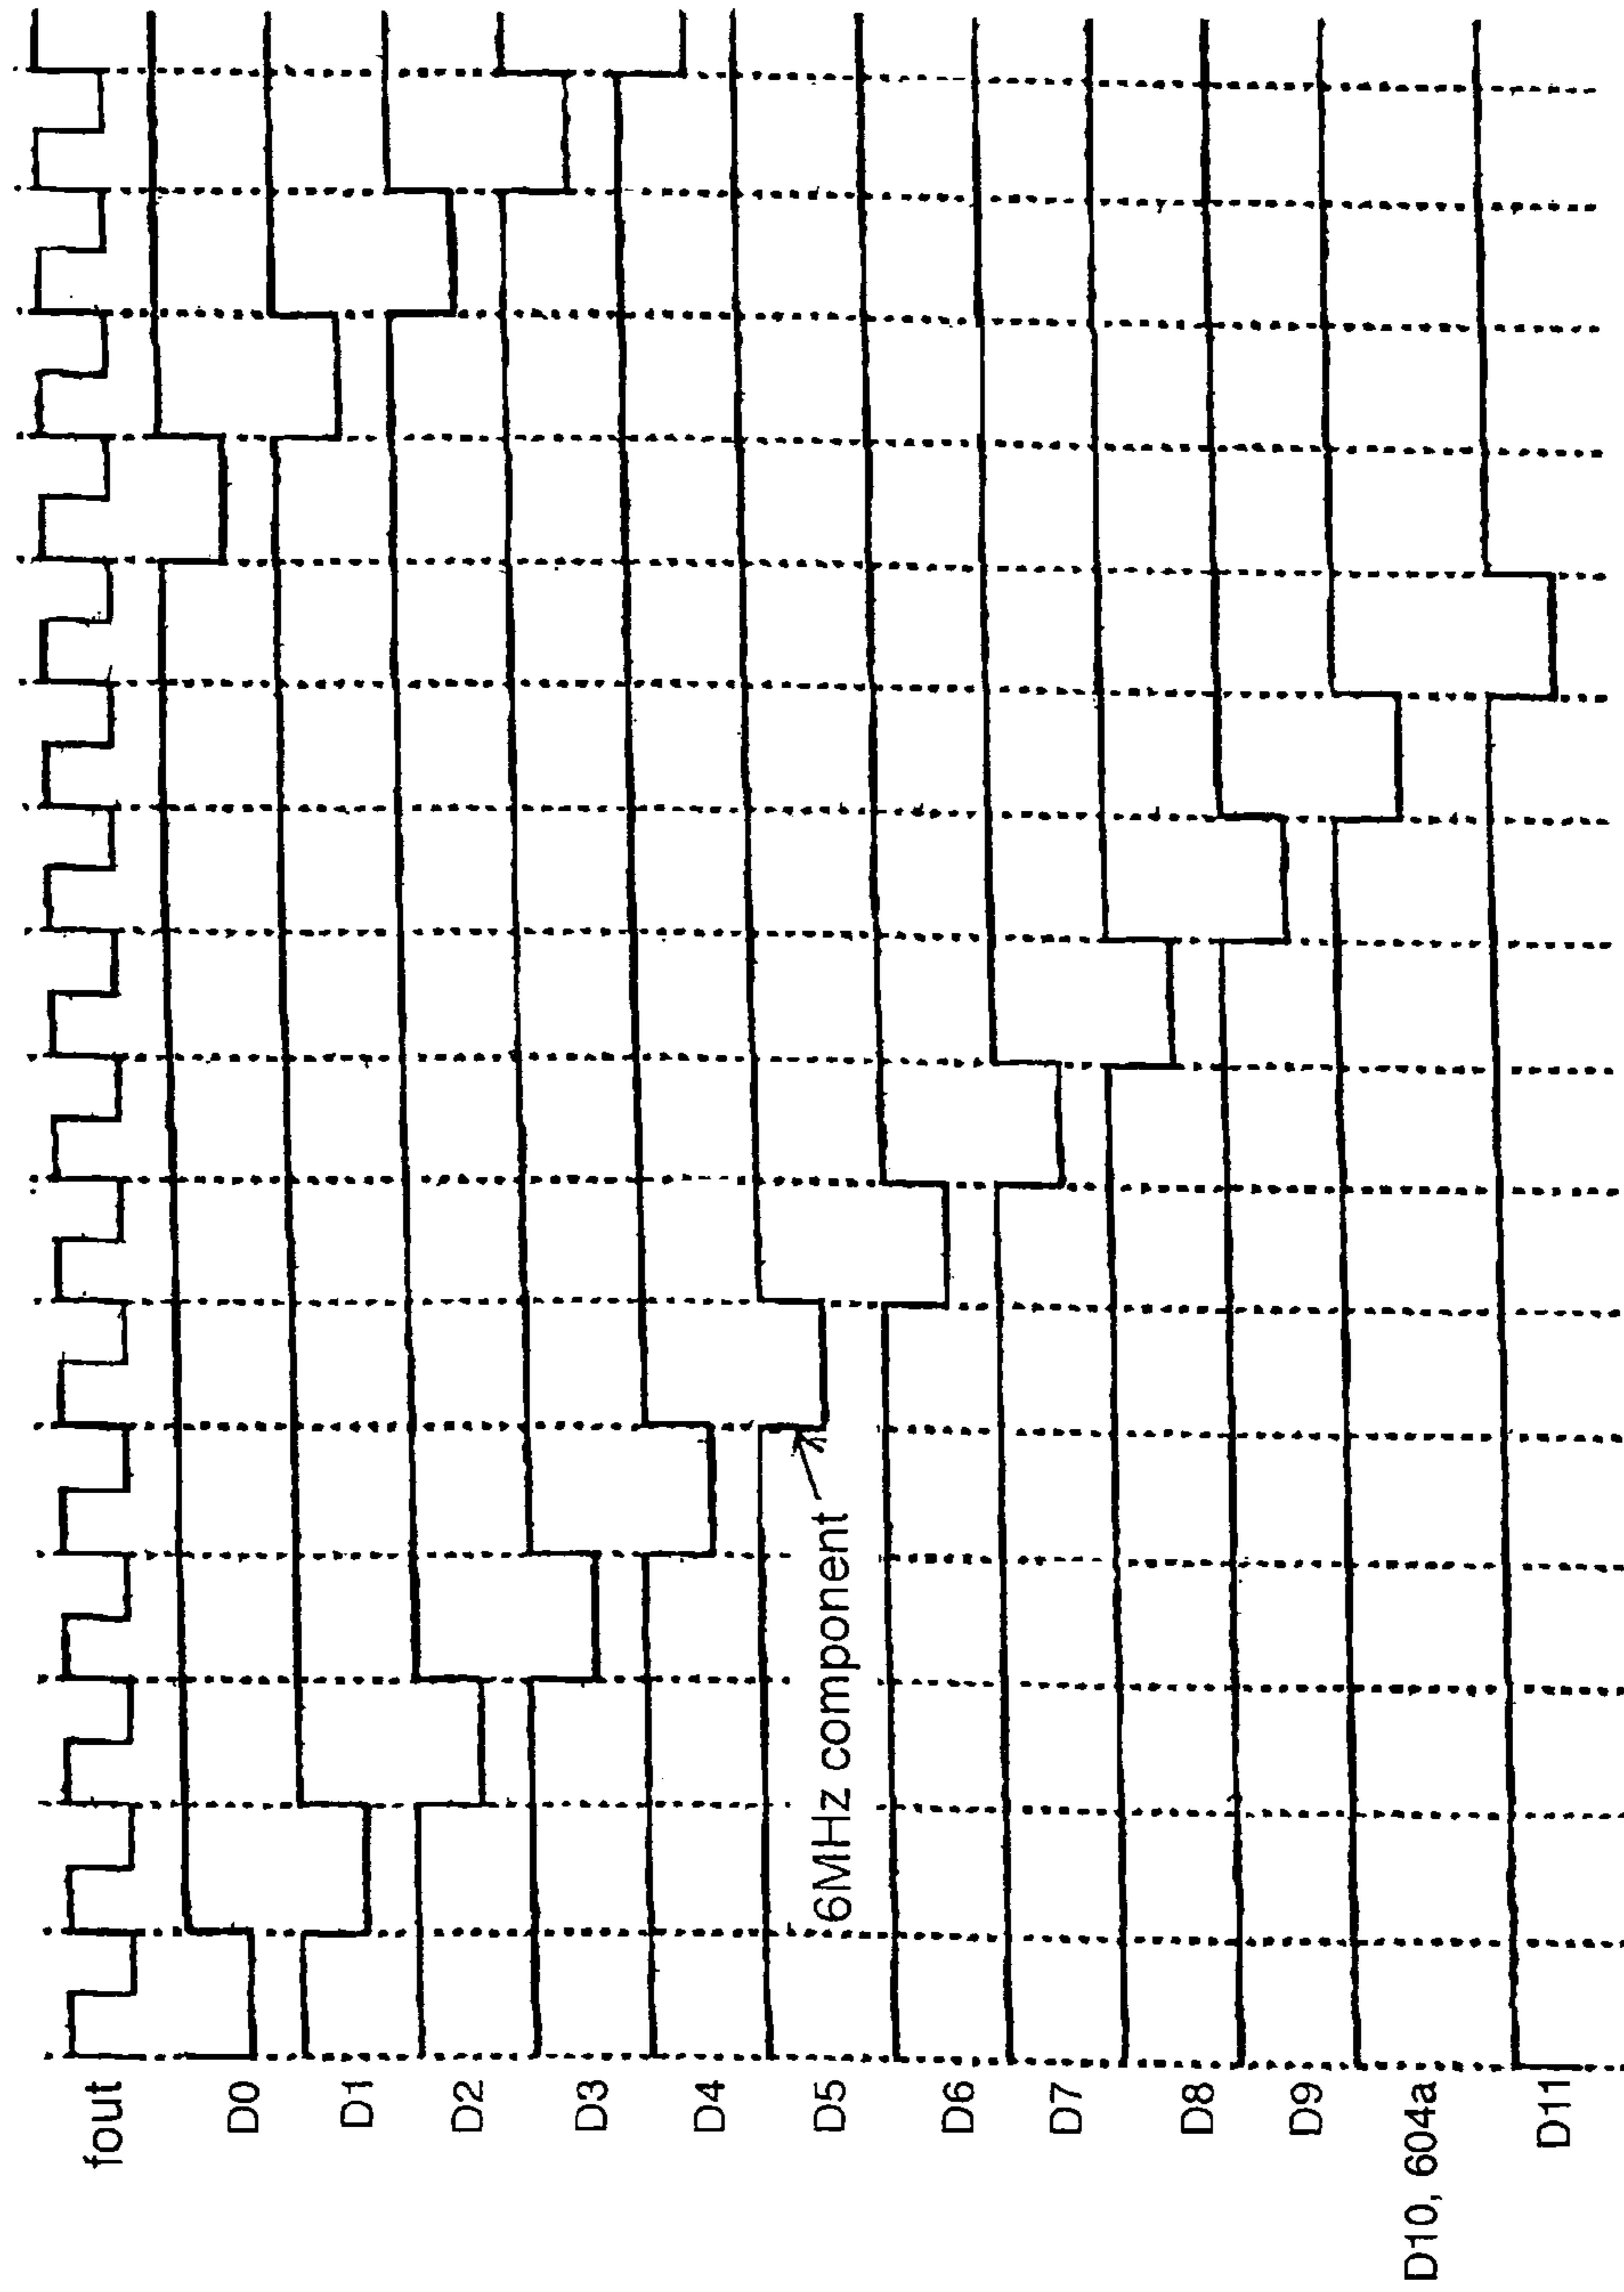 fout
D0
D1
D2
D3
D4
D5
6MHz component
D6
D7
D8
D9
D10, 604a
D11